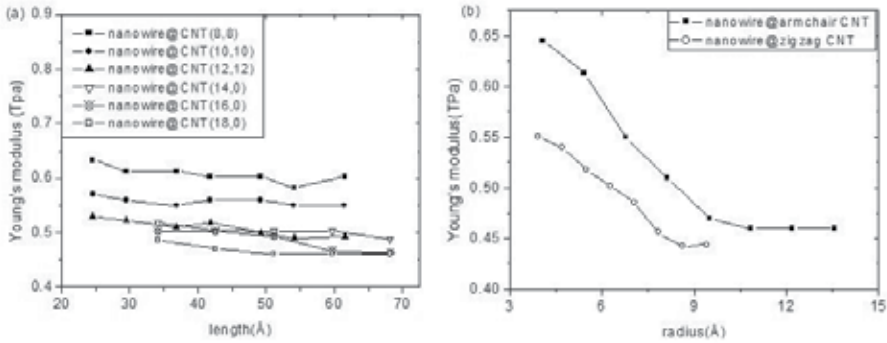 (a)
0.9
0.8
0.7
0.6
0.5
0.4
Young's modulus (Tpa)
nanowire@CNT(8,8)
nanowire@CNT(10,10)
nanowire@CNT(12,12)
nanowire@CNT(14,0)
nanowire@CNT(16,0)
nanowire@CNT(18,0)
20
30
40
50
60
70
length(Å)
(b)
0.65
0.60
0.55
0.50
0.45
0.40
Young's modulus(TPa)
nanowire@armchair CNT
nanowire@zigzag CNT
3
6
9
12
15
radius(Å)